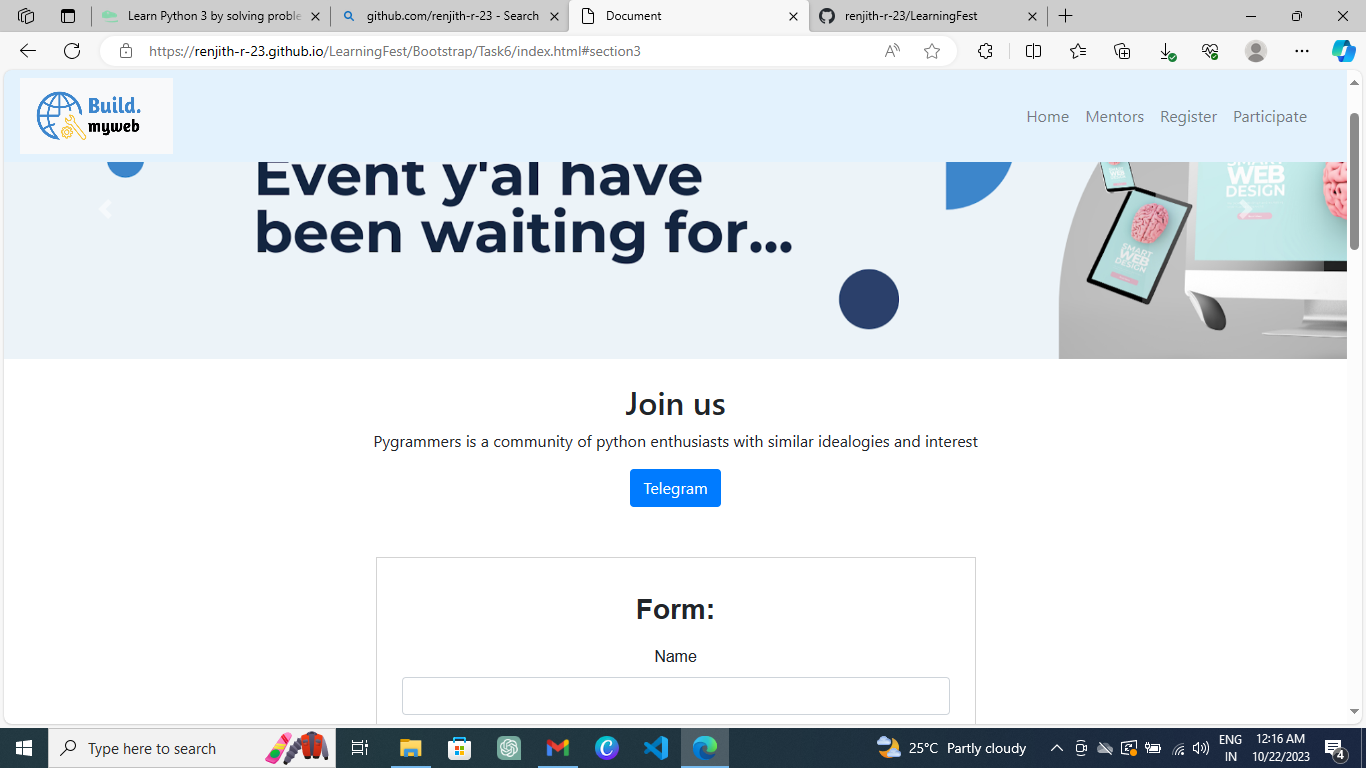 Learn Python 3 by solving proble
github.com/renjith-r-23 - Search
Document
renjith-r-23/LearningFest
https://renjith-r-23.github.io/LearningFest/Bootstrap/Task6/index.html#section3
Build.
myweb
Home Mentors Register Participate
Event y'al have
been waiting for...
SMART
WEB
DESIGN
SMART
WEB
DESIGN
Join us
Pygrammers is a community of python enthusiasts with similar idealogies and interest
Telegram
Form:
Name
Type here to search
25°C Partly cloudy
ENG
IN
12:16 AM
10/22/2023
4